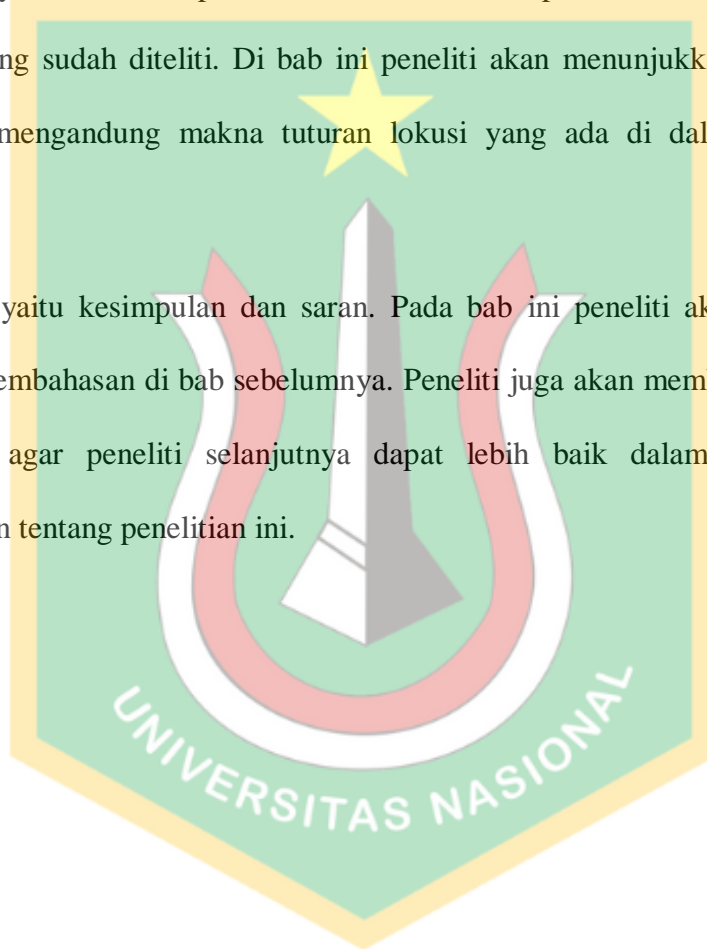 ng sudah diteliti. Di bab ini peneliti akan menunjukk
mengandung makna tuturan lokusi yang ada di dal
yaitu kesimpulan dan saran. Pada bab ini peneliti ak
embahasan di bab sebelumnya. Peneliti juga akan mem
agar peneliti selanjutnya dapat lebih baik dalam
n tentang penelitian ini.
UNIVERSITAS NASIONAL